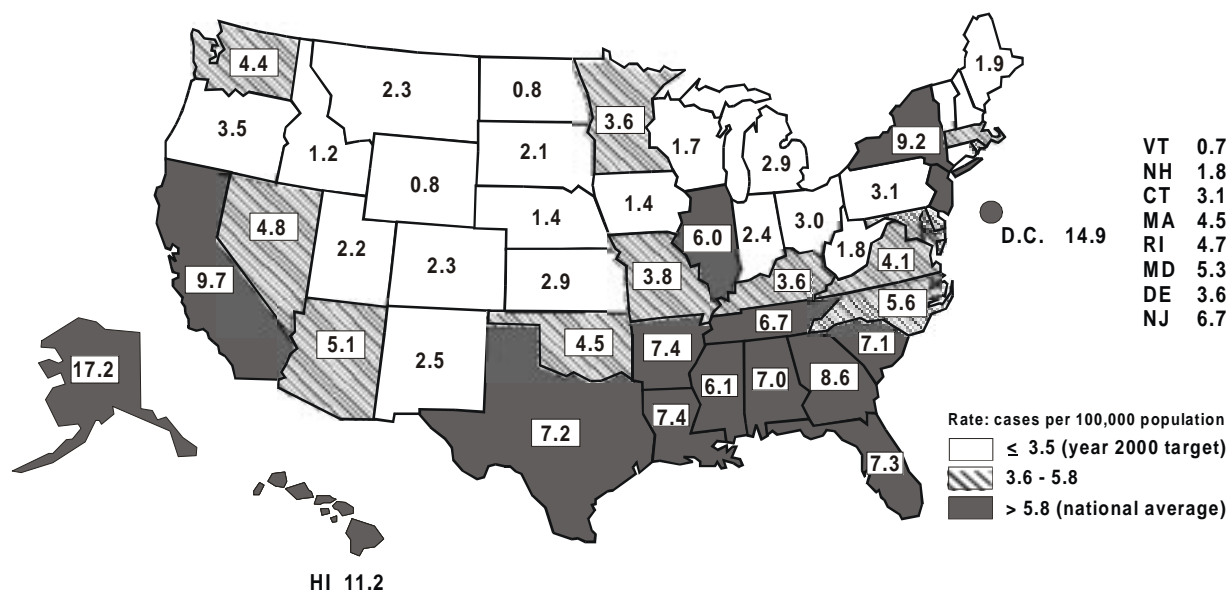 4.4
2.3
0.8
3.6
1.9
3.5
1.2
2.1
1.7
2.9
9.2
0.8
1.4
1.4
3.1
4.8
2.2
2.3
2.9
3.8
6.0
2.4
3.0
1.8
4.1
3.6
9.7
5.1
2.5
4.5
7.4
6.7
5.6
7.1
17.2
7.2
7.4
6.1
7.0
8.6
7.3
HI 11.2
D.C. 14.9
VT 0.7
NH 1.8
CT 3.1
MA 4.5
RI 4.7
MD 5.3
DE 3.6
NJ 6.7
Rate: cases per 100,000 population
≤ 3.5 (year 2000 target)
3.6 - 5.8
> 5.8 (national average)